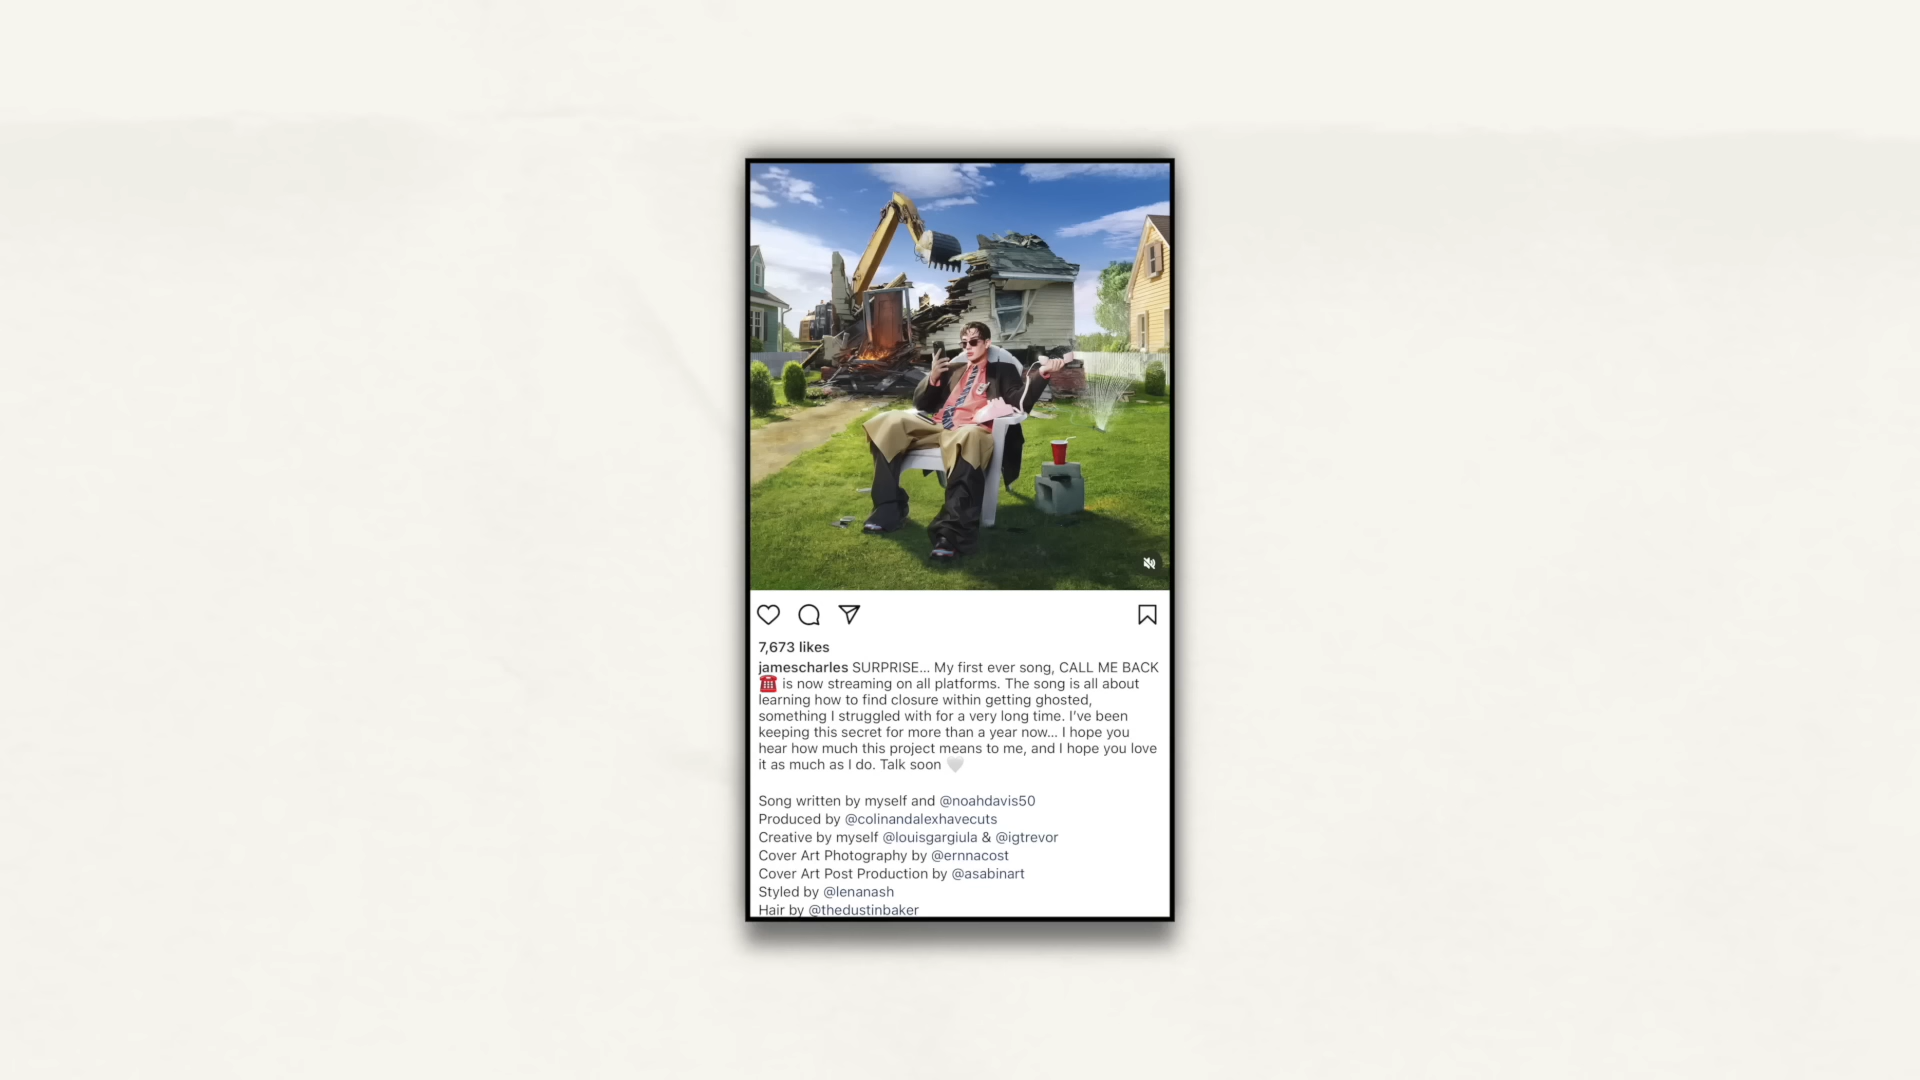 7,673 likes
jamescharles SURPRISE... My first ever song, CALL ME BACK
☎️ is now streaming on all platforms. The song is all about
learning how to find closure within getting ghosted,
something I struggled with for a very long time. I've been
keeping this secret for more than a year now... I hope you
hear how much this project means to me, and I hope you love
it as much as I do. Talk soon 🤍
Song written by myself and @noahdavis50
Produced by @colinandalexhavecuts
Creative by myself @louisgargiula & @igtrevor
Cover Art Photography by @ernnacost
Cover Art Post Production by @asabinart
Styled by @lenanash
Hair by @thedustinbaker